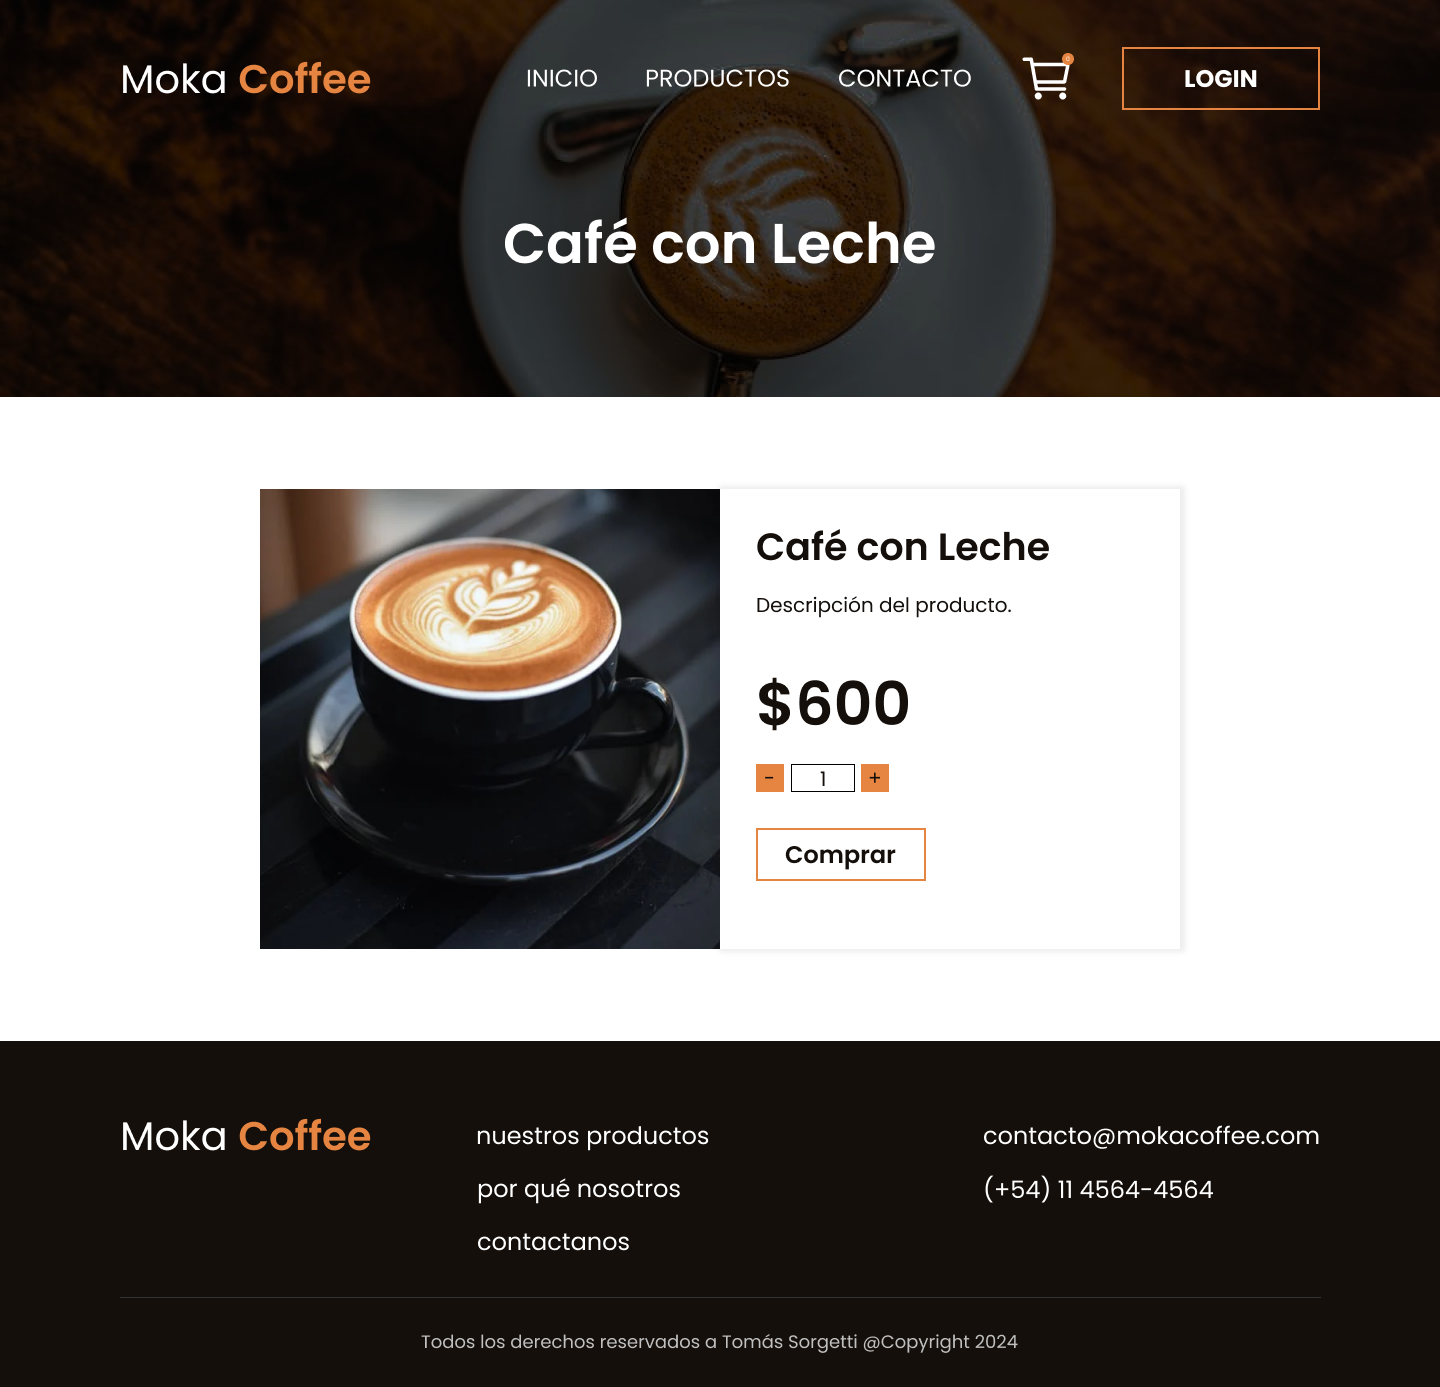 Moka Coffee
INICIO PRODUCTOS CONTACTO
0
LOGIN
Café con Leche
Café con Leche
Descripción del producto.
$600
- 1 +
Comprar
Moka Coffee
nuestros productos
por qué nosotros
contactanos
contacto@mokacoffee.com
(+54) 11 4564-4564
Todos los derechos reservados a Tomás Sorgetti @Copyright 2024